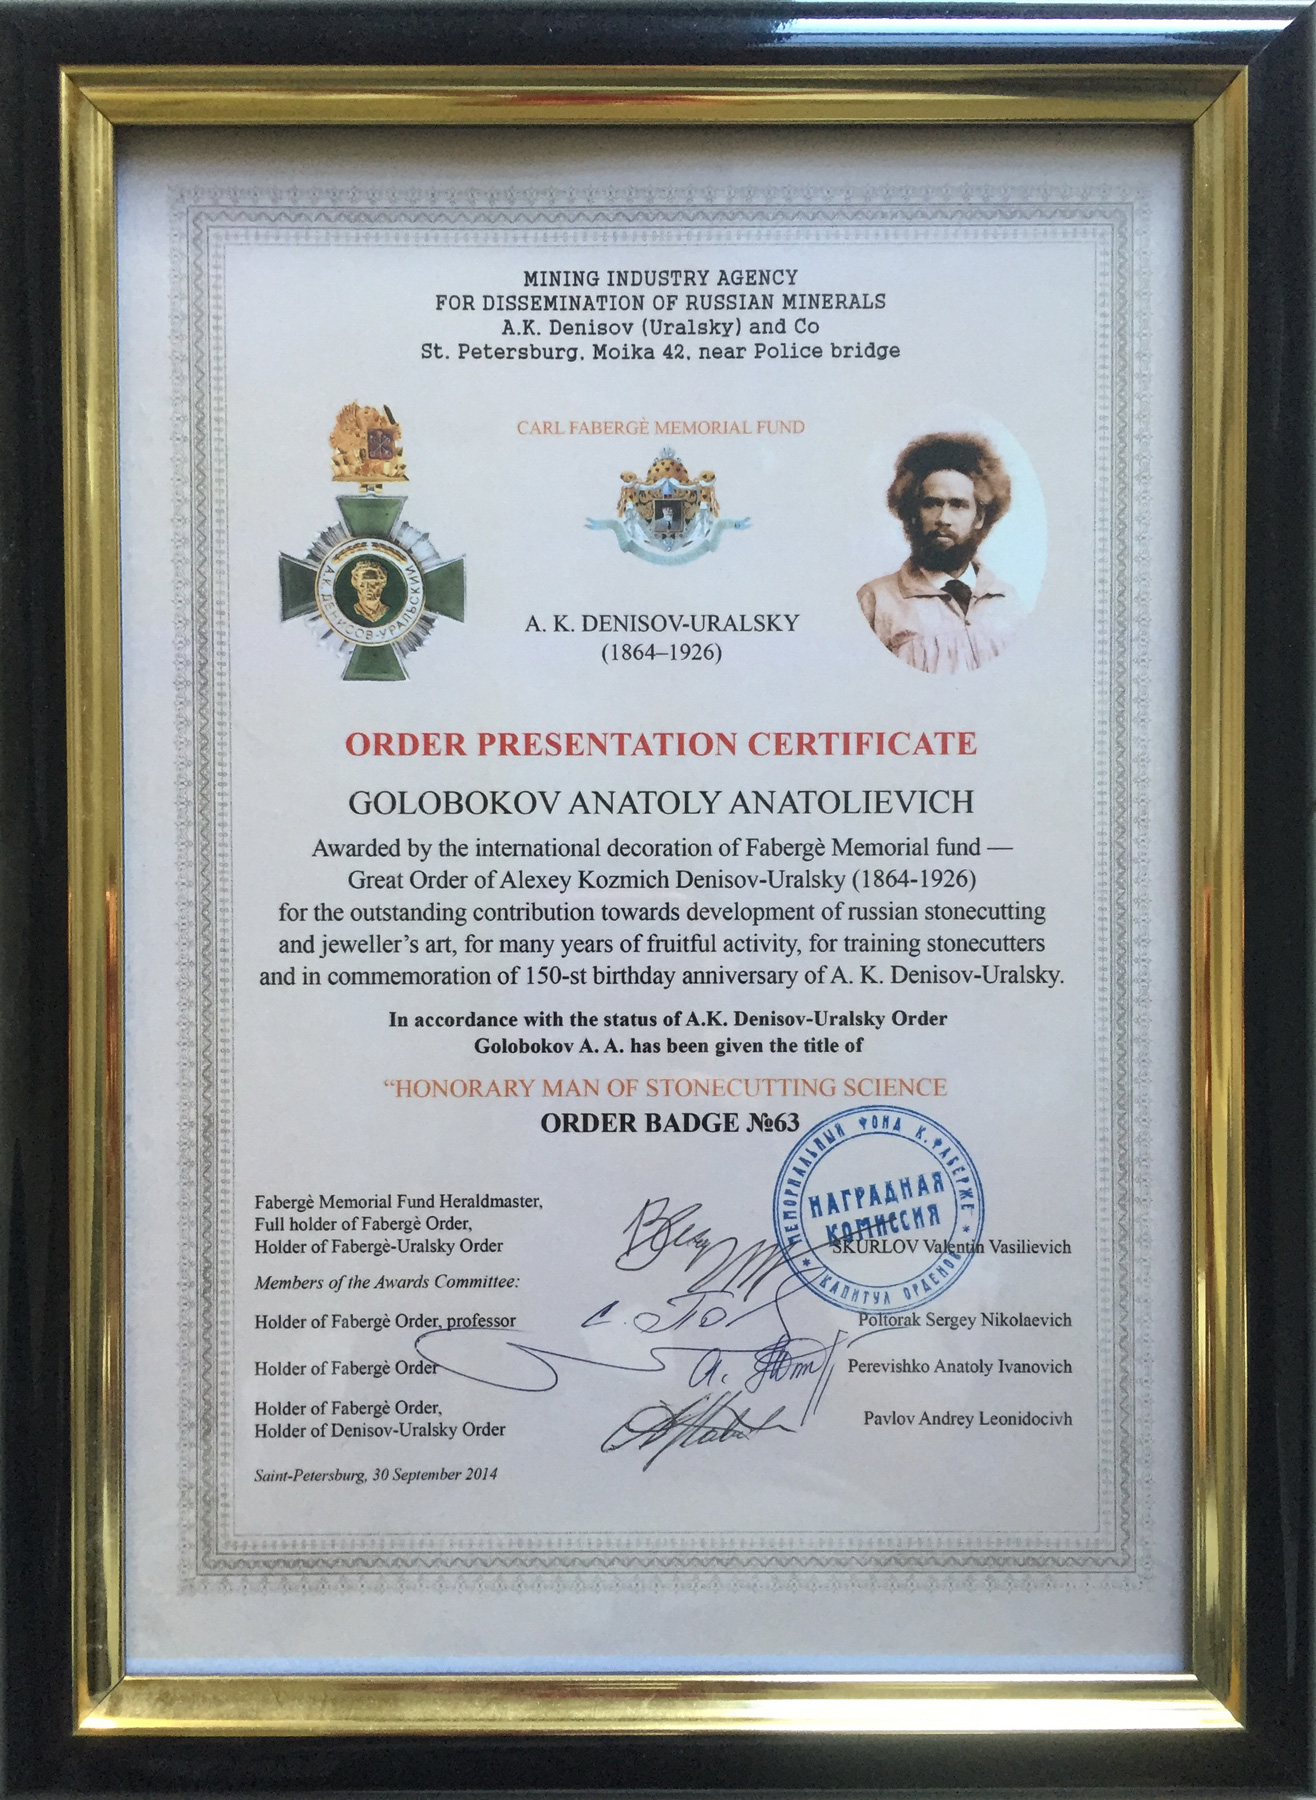 MINING INDUSTRY AGENCY
FOR DISSEMINATION OF RUSSIAN MINERALS
A.K. Denisov (Uralsky) and Co
St. Petersburg, Moika 42, near Police bridge
CARL FABERGÈ MEMORIAL FUND
А.К. ДЕНИСОВ-УРАЛЬСКИЙ
A. K. DENISOV-URALSKY
(1864–1926)
ORDER PRESENTATION CERTIFICATE
GOLOBOKOV ANATOLY ANATOLIEVICH
Awarded by the international decoration of Fabergè Memorial fund —
Great Order of Alexey Kozmich Denisov-Uralsky (1864-1926)
for the outstanding contribution towards development of russian stonecutting
and jeweller's art, for many years of fruitful activity, for training stonecutters
and in commemoration of 150-st birthday anniversary of A. K. Denisov-Uralsky.
In accordance with the status of A.K. Denisov-Uralsky Order
Golobokov A. A. has been given the title of
“HONORARY MAN OF STONECUTTING SCIENCE
ORDER BADGE №63
МЕМОРИАЛЬНЫЙ ФОНД К. ФАБЕРЖЕ
НАГРАДНАЯ
КОМИССИЯ
* КАПИТУЛ ОРДЕНОВ *
Fabergè Memorial Fund Heraldmaster,
Full holder of Fabergè Order,
Holder of Fabergè-Uralsky Order SKURLOV Valentin Vasilievich
Members of the Awards Committee:
Holder of Fabergè Order, professor Poltorak Sergey Nikolaevich
Holder of Fabergè Order Perevishko Anatoly Ivanovich
Holder of Fabergè Order,
Holder of Denisov-Uralsky Order Pavlov Andrey Leonidocivh
Saint-Petersburg, 30 September 2014